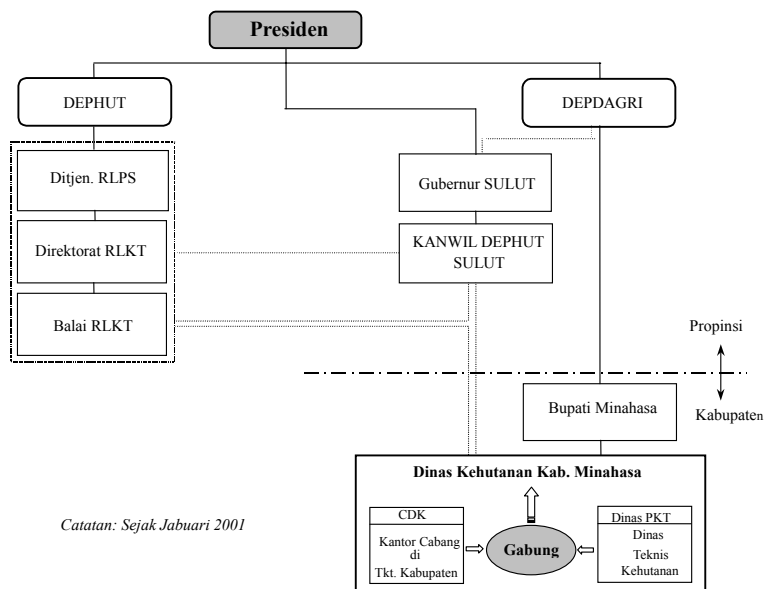 Presiden
DEPHUT
DEPDAGRI
Ditjen. RLPS
Gubernur SULUT
Direktorat RLKT
KANWIL DEPHUT
SULUT
Balai RLKT
Propinsi
Kabupaten
Bupati Minahasa
Dinas Kehutanan Kab. Minahasa
Catatan: Sejak Jabuari 2001
CDK
Kantor Cabang
di
Tkt. Kabupaten
Gabung
Dinas PKT
Dinas
Teknis
Kehutanan